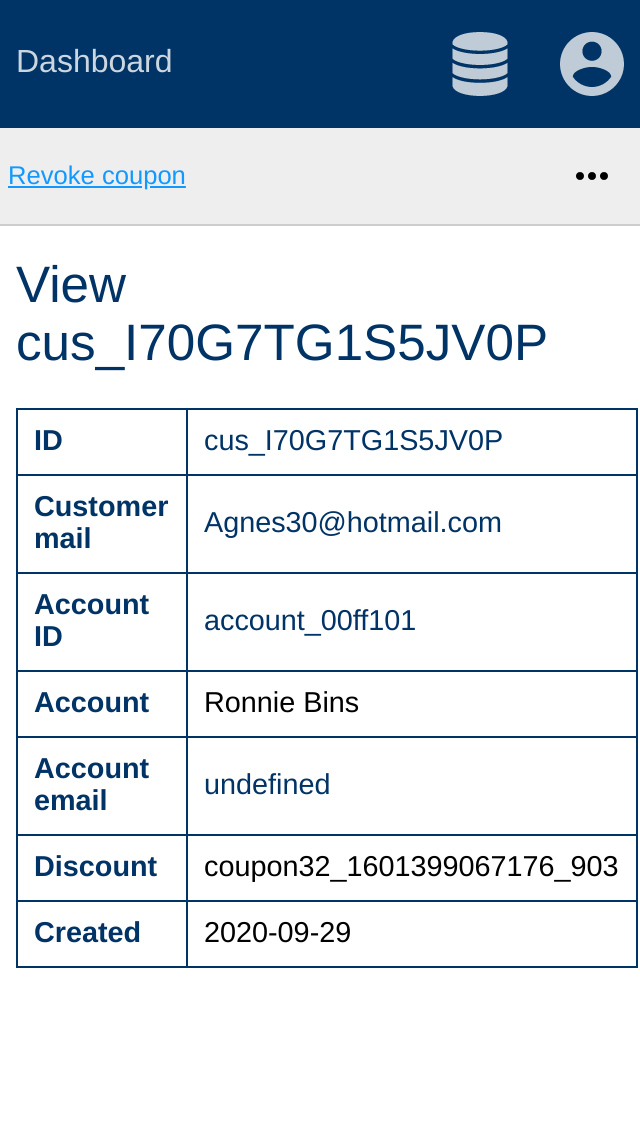 Dashboard
Revoke coupon
View
cus_I70G7TG1S5JV0P
ID cus_I70G7TG1S5JV0P
Customer
mail Agnes30@hotmail.com
Account
ID account_00ff101
Account Ronnie Bins
Account
email undefined
Discount coupon32_1601399067176_903
Created 2020-09-29